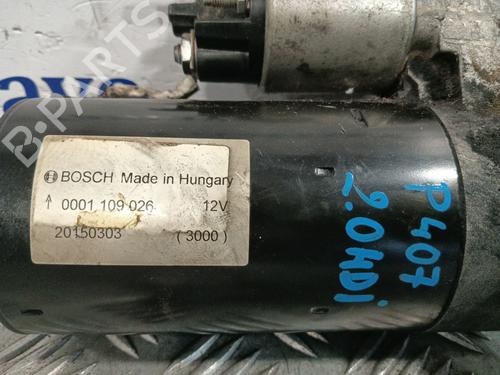 B-PARTS
BOSCH Made in Hungary
↑ 0001 109 026 12V
20150303 (3000)
P407
2.0HDi